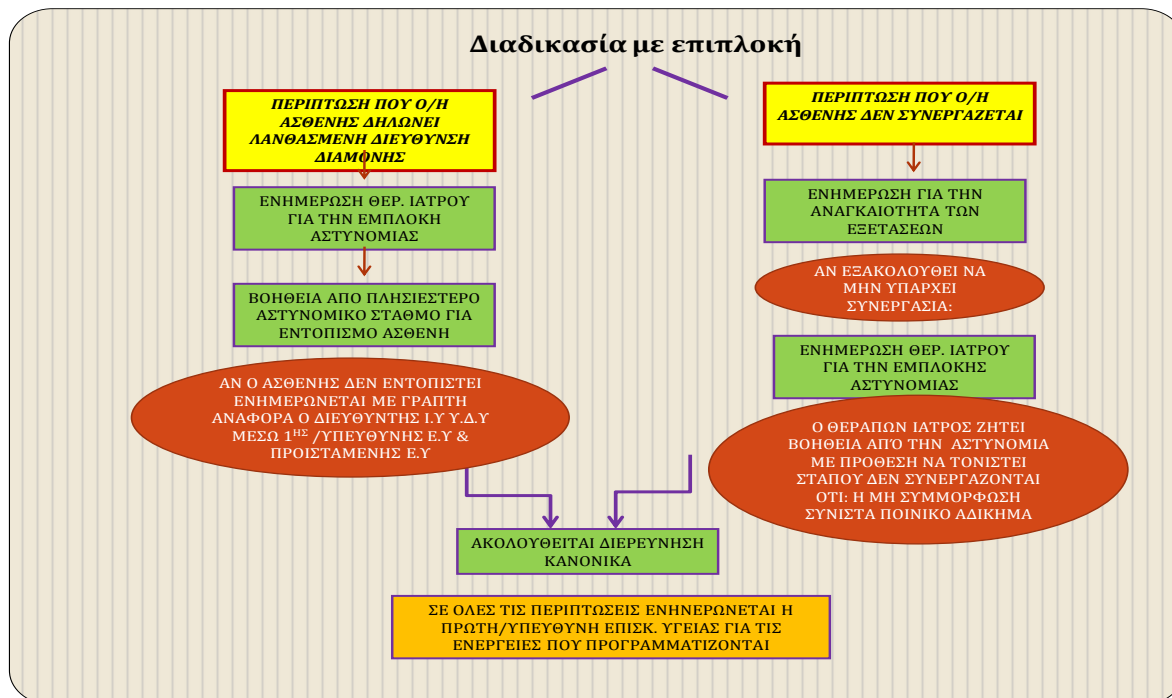 Διαδικασία με επιπλοκή
ΠΕΡΙΠΤΩΣΗ ΠΟΥ Ο/Η
ΑΣΘΕΝΗΣ ΔΗΛΩΝΕΙ
ΛΑΝΘΑΣΜΕΝΗ ΔΙΕΥΘΥΝΣΗ
ΔΙΑΜΟΝΗΣ
ΕΝΗΜΕΡΩΣΗ ΘΕΡ. ΙΑΤΡΟΥ
ΓΙΑ ΤΗΝ ΕΜΠΛΟΚΗ
ΑΣΤΥΝΟΜΙΑΣ
ΒΟΗΘΕΙΑ ΑΠΟ ΠΛΗΣΙΕΣΤΕΡΟ
ΑΣΤΥΝΟΜΙΚΟ ΣΤΑΘΜΟ ΓΙΑ
ΕΝΤΟΠΙΣΜΟ ΑΣΘΕΝΗ
ΑΝ Ο ΑΣΘΕΝΗΣ ΔΕΝ ΕΝΤΟΠΙΣΤΕΙ
ΕΝΗΜΕΡΩΝΕΤΑΙ ΜΕ ΓΡΑΠΤΗ
ΑΝΑΦΟΡΑ Ο ΔΙΕΥΘΥΝΤΗΣ Ι.Υ Υ.Δ.Υ
ΜΕΣΩ 1ΗΣ /ΥΠΕΥΘΥΝΗΣ Ε.Υ &
ΠΡΟΙΣΤΑΜΕΝΗΣ Ε.Υ
ΠΕΡΙΠΤΩΣΗ ΠΟΥ Ο/Η
ΑΣΘΕΝΗΣ ΔΕΝ ΣΥΝΕΡΓΑΖΕΤΑΙ
ΕΝΗΜΕΡΩΣΗ ΓΙΑ ΤΗΝ
ΑΝΑΓΚΑΙΟΤΗΤΑ ΤΩΝ
ΕΞΕΤΑΣΕΩΝ
ΑΝ ΕΞΑΚΟΛΟΥΘΕΙ ΝΑ
ΜΗΝ ΥΠΑΡΧΕΙ
ΣΥΝΕΡΓΑΣΙΑ:
ΕΝΗΜΕΡΩΣΗ ΘΕΡ. ΙΑΤΡΟΥ
ΓΙΑ ΤΗΝ ΕΜΠΛΟΚΗΣ
ΑΣΤΥΝΟΜΙΑΣ
Ο ΘΕΡΑΠΩΝ ΙΑΤΡΟΣ ΖΗΤΕΙ
ΒΟΗΘΕΙΑ ΑΠΌ ΤΗΝ ΑΣΤΥΝΟΜΙΑ
ΜΕ ΠΡΟΘΕΣΗ ΝΑ ΤΟΝΙΣΤΕΙ
ΣΤΑΠΟΥ ΔΕΝ ΣΥΝΕΡΓΑΖΟΝΤΑΙ
ΟΤΙ: Η ΜΗ ΣΥΜΜΟΡΦΩΣΗ
ΣΥΝΙΣΤΑ ΠΟΙΝΙΚΟ ΑΔΙΚΗΜΑ
ΑΚΟΛΟΥΘΕΙΤΑΙ ΔΙΕΡΕΥΝΗΣΗ
ΚΑΝΟΝΙΚΑ
ΣΕ ΟΛΕΣ ΤΙΣ ΠΕΡΙΠΤΩΣΕΙΣ ΕΝΗΝΕΡΩΝΕΤΑΙ Η
ΠΡΩΤΗ/ΥΠΕΥΘΥΝΗ ΕΠΙΣΚ. ΥΓΕΙΑΣ ΓΙΑ ΤΙΣ
ΕΝΕΡΓΕΙΕΣ ΠΟΥ ΠΡΟΓΡΑΜΜΑΤΙΖΟΝΤΑΙ